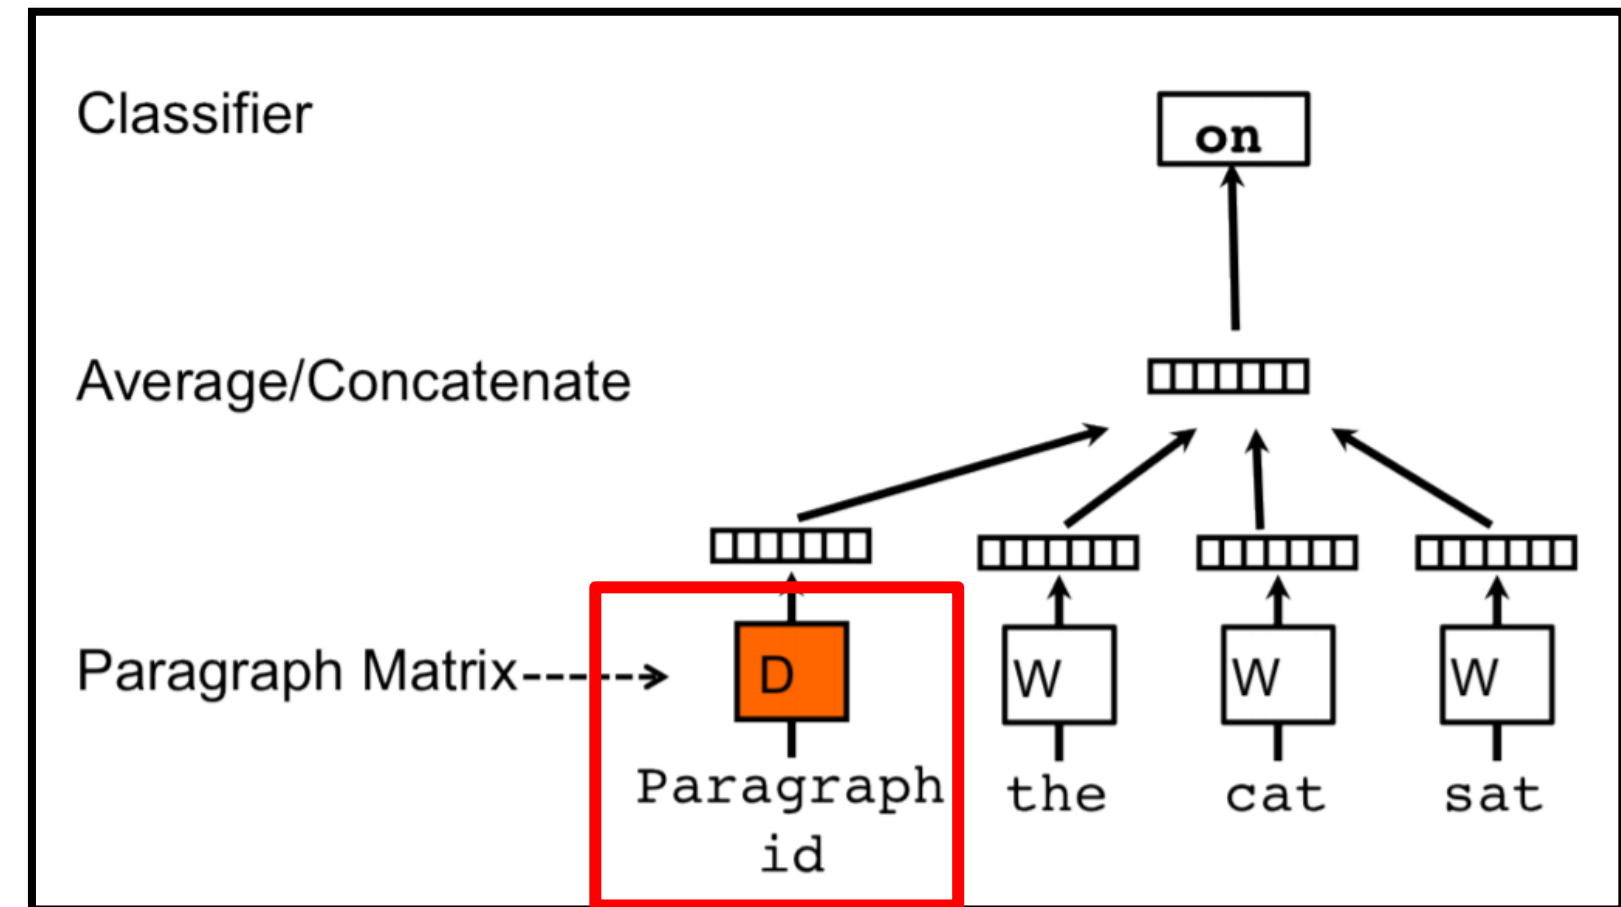 Classifier
on
Average/Concatenate
Paragraph Matrix
D
W
W
W
Paragraph
id
the
cat
sat